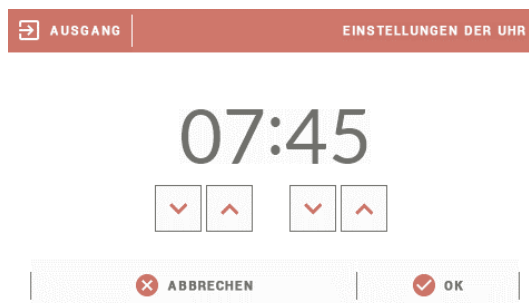 AUSGANG
EINSTELLUNGEN DER UHR
07:45
ABBRECHEN
OK